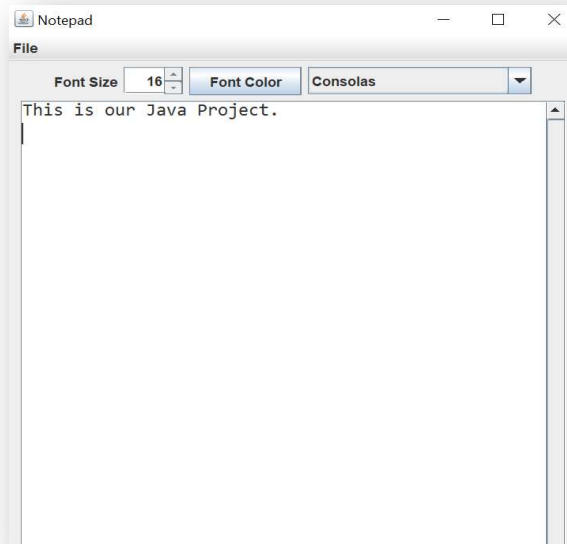 Notepad
File
Font Size 16 Font Color Consolas
This is our Java Project.